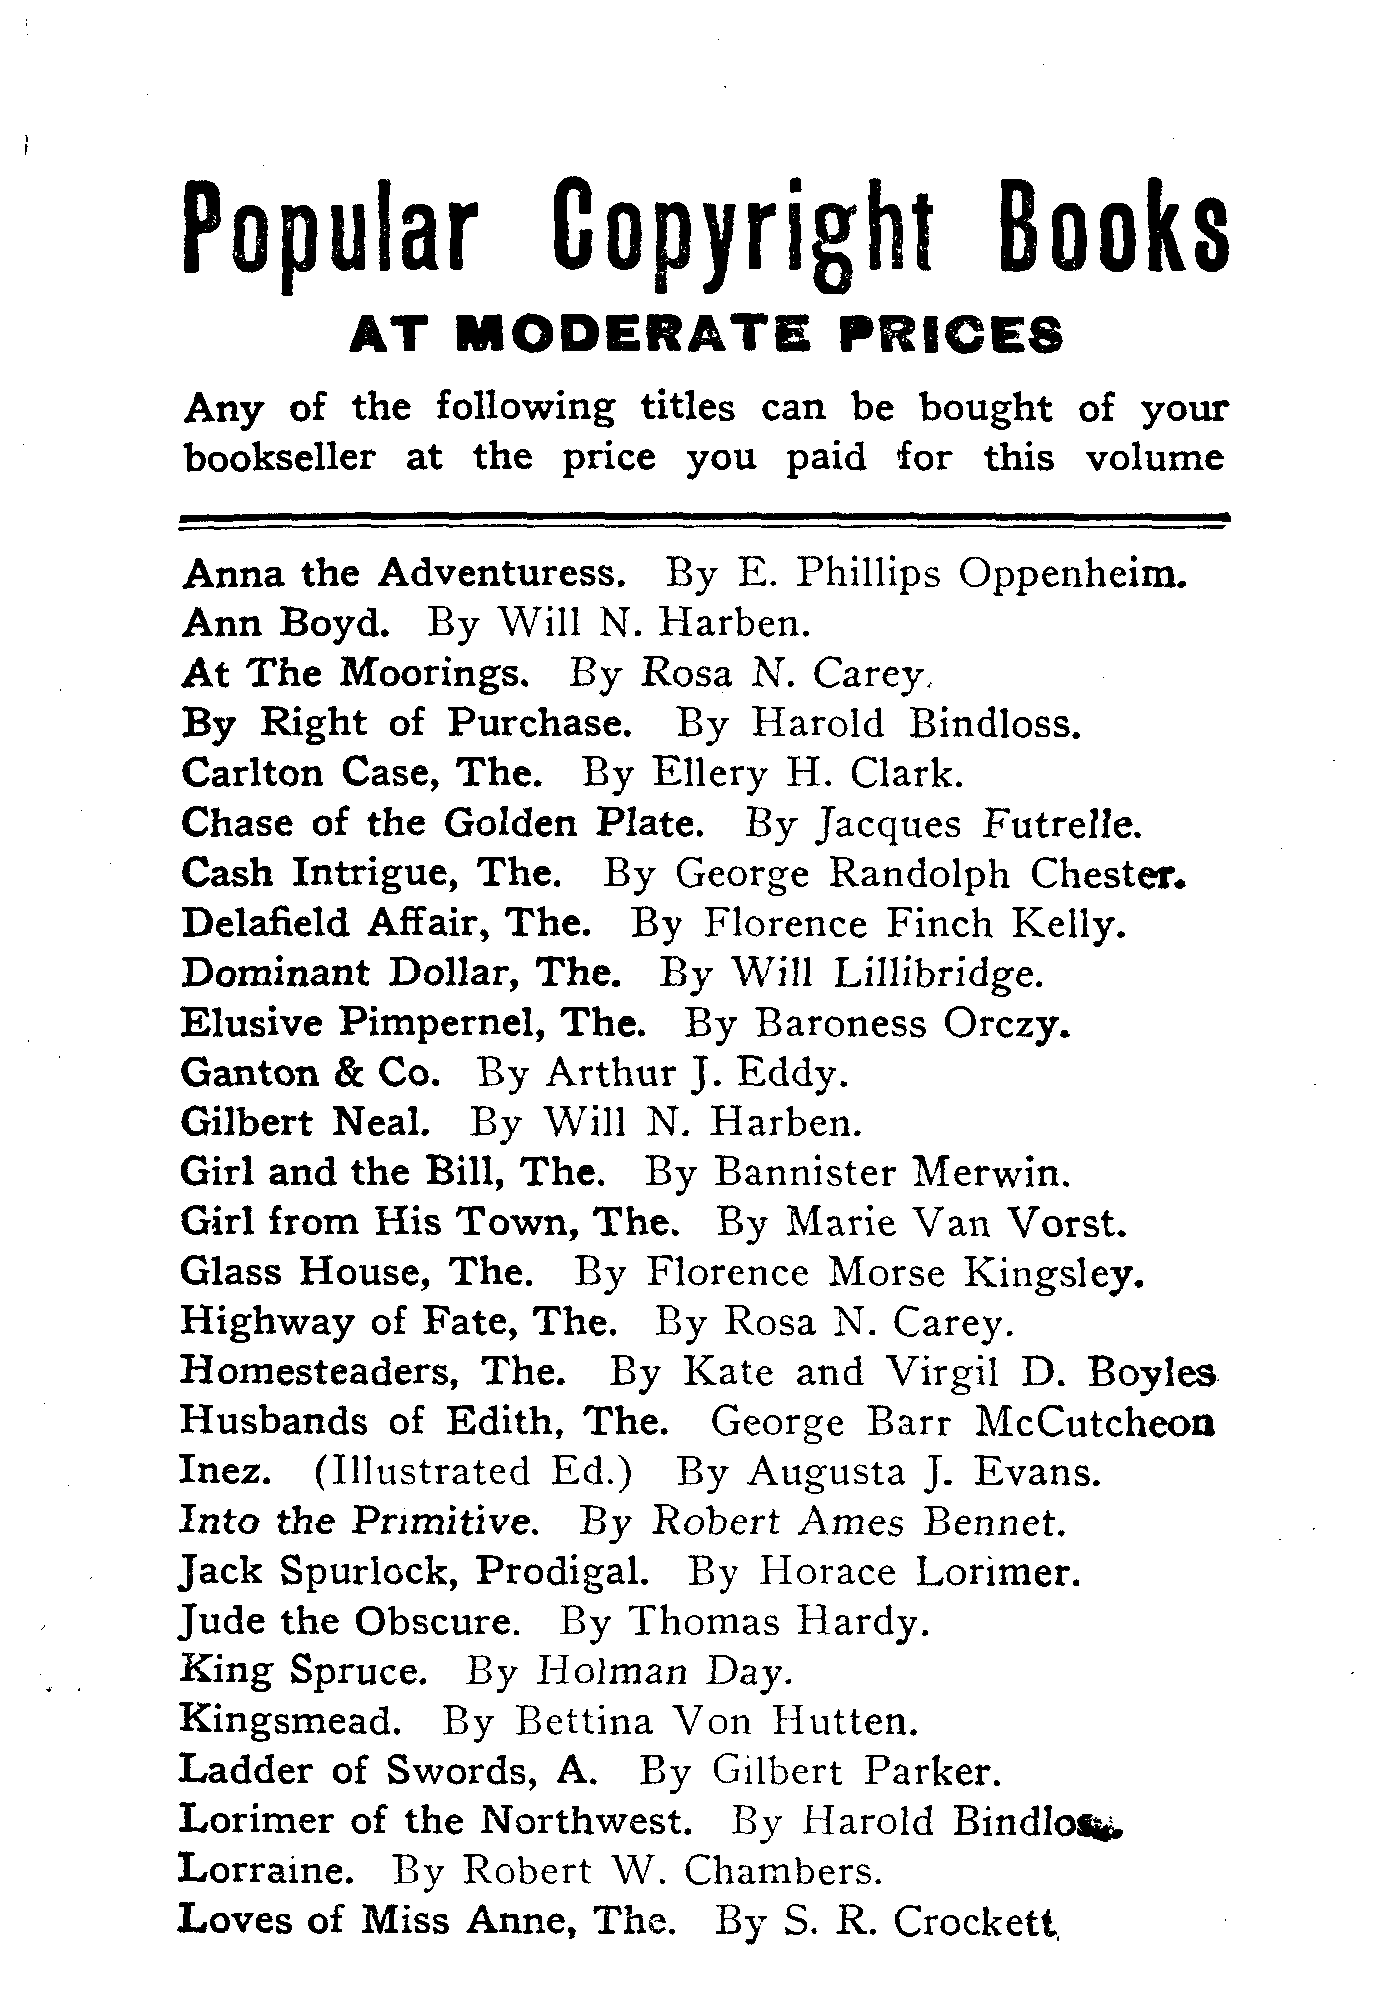 Popular Copyright Books
AT MODERATE PRICES
Any of the following titles can be bought of your
bookseller at the price you paid for this volume
Anna the Adventuress. By E. Phillips Oppenheim.
Ann Boyd. By Will N. Harben.
At The Moorings. By Rosa N. Carey.
By Right of Purchase. By Harold Bindloss.
Carlton Case, The. By Ellery H. Clark.
Chase of the Golden Plate. By Jacques Futrelle.
Cash Intrigue, The. By George Randolph Chester.
Delafield Affair, The. By Florence Finch Kelly.
Dominant Dollar, The. By Will Lillibridge.
Elusive Pimpernel, The. By Baroness Orczy.
Ganton & Co. By Arthur J. Eddy.
Gilbert Neal. By Will N. Harben.
Girl and the Bill, The. By Bannister Merwin.
Girl from His Town, The. By Marie Van Vorst.
Glass House, The. By Florence Morse Kingsley.
Highway of Fate, The. By Rosa N. Carey.
Homesteaders, The. By Kate and Virgil D. Boyles
Husbands of Edith, The. George Barr McCutcheon
Inez. (Illustrated Ed.) By Augusta J. Evans.
Into the Primitive. By Robert Ames Bennet.
Jack Spurlock, Prodigal. By Horace Lorimer.
Jude the Obscure. By Thomas Hardy.
King Spruce. By Holman Day.
Kingsmead. By Bettina Von Hutten.
Ladder of Swords, A. By Gilbert Parker.
Lorimer of the Northwest. By Harold Bindloss.
Lorraine. By Robert W. Chambers.
Loves of Miss Anne, The. By S. R. Crockett.